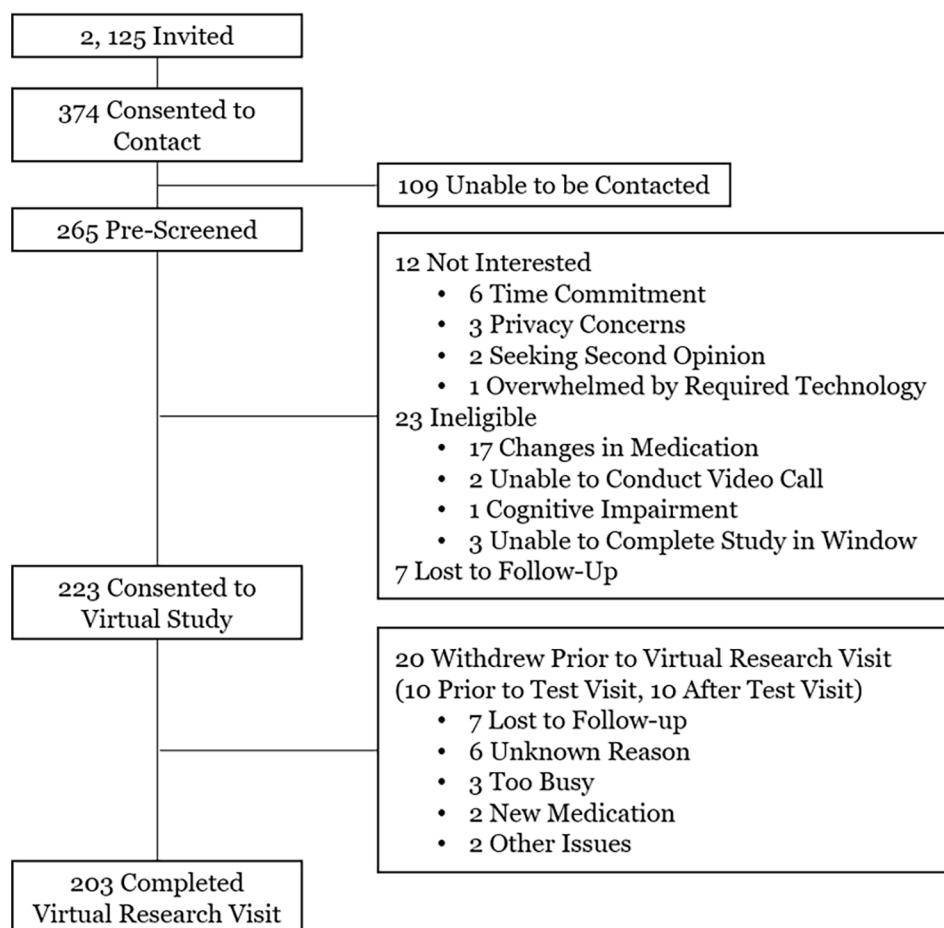 2, 125 Invited
374 Consented to
Contact
109 Unable to be Contacted
265 Pre-Screened
12 Not Interested
• 6 Time Commitment
• 3 Privacy Concerns
• 2 Seeking Second Opinion
• 1 Overwhelmed by Required Technology
23 Ineligible
• 17 Changes in Medication
• 2 Unable to Conduct Video Call
• 1 Cognitive Impairment
• 3 Unable to Complete Study in Window
7 Lost to Follow-Up
223 Consented to
Virtual Study
20 Withdrew Prior to Virtual Research Visit
(10 Prior to Test Visit, 10 After Test Visit)
• 7 Lost to Follow-up
• 6 Unknown Reason
• 3 Too Busy
• 2 New Medication
• 2 Other Issues
203 Completed
Virtual Research Visit